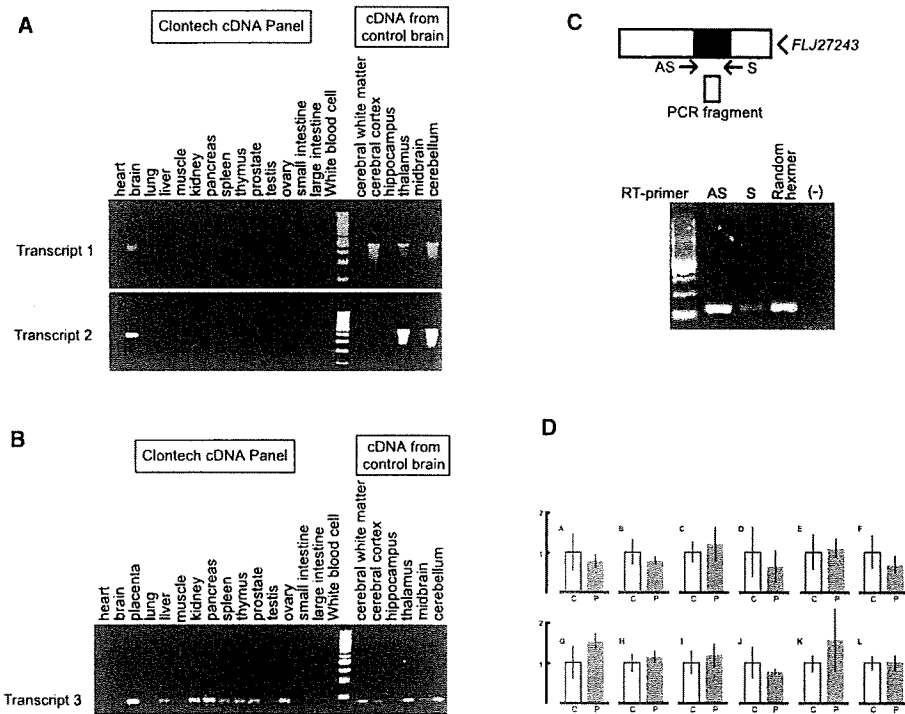 A
Clontech cDNA Panel
cDNA from
control brain
heart
brain
lung
liver
muscle
kidney
pancreas
spleen
thymus
prostate
testis
ovary
small intestine
large intestine
White blood cell
cerebral white matter
cerebral cortex
hippocampus
thalamus
midbrain
cerebellum
Transcript 1
Transcript 2
B
Clontech cDNA Panel
cDNA from
control brain
heart
brain
placenta
lung
liver
muscle
kidney
pancreas
spleen
thymus
prostate
testis
ovary
small intestine
large intestine
White blood cell
cerebral white matter
cerebral cortex
hippocampus
thalamus
midbrain
cerebellum
Transcript 3
C
FLJ27243
AS
S
PCR fragment
RT-primer
AS
S
Random
hexmer
(-)
D
2
1
A
B
C
D
E
F
C P C P C P C P C P C P
2
1
G
H
I
J
K
L
C P C P C P C P C P C P